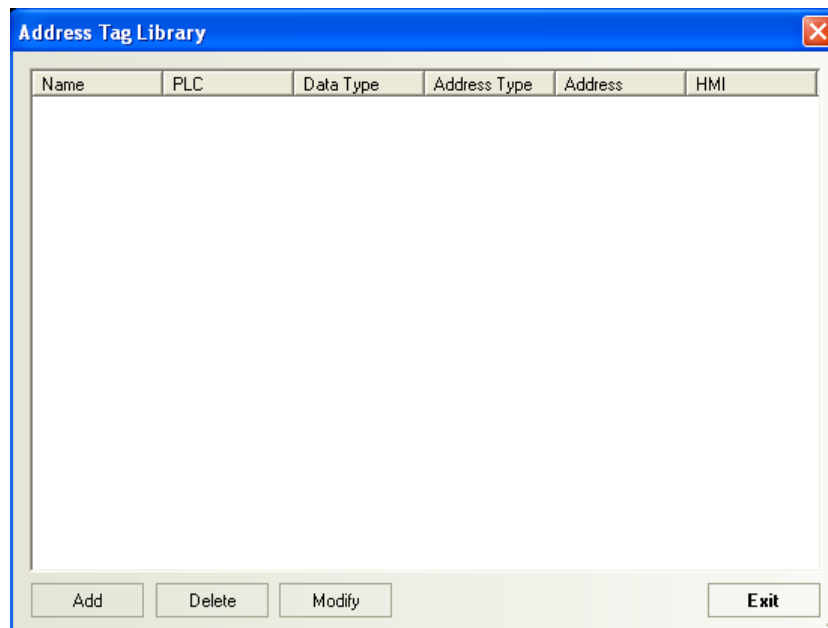 Address Tag Library
Name PLC Data Type Address Type Address HMI
Add Delete Modify Exit